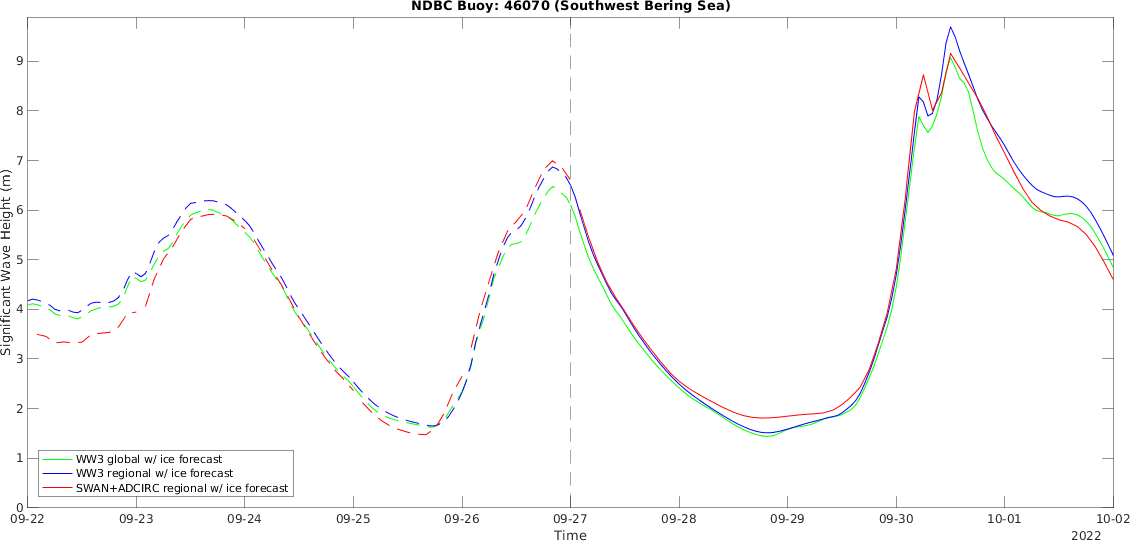 NDBC Buoy: 46070 (Southwest Bering Sea)
Significant Wave Height (m)
9
8
7
6
5
4
3
2
1
0
WW3 global w/ ice forecast
WW3 regional w/ ice forecast
SWAN+ADCIRC regional w/ ice forecast
09-22 09-23 09-24 09-25 09-26 09-27 09-28 09-29 09-30 10-01 10-02
Time
2022